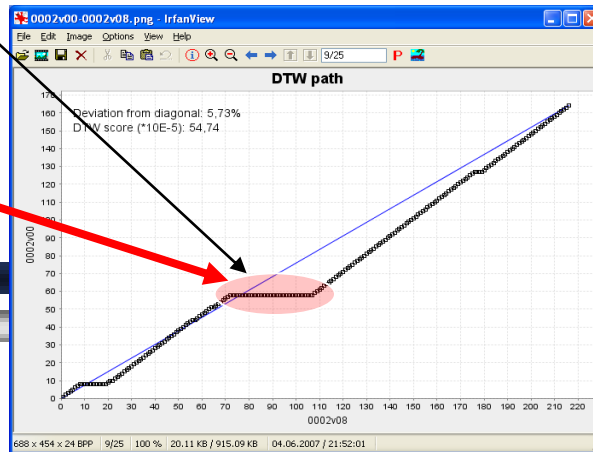 0002v00-0002v08.png - IrfanView
File Edit Image Options View Help
9/25
P
DTW path
Deviation from diagonal: 5,73%
DTW score (*10E-5): 54,74
170
160
150
140
130
120
110
100
90
80
70
60
50
40
30
20
10
0
0002v00
0 10 20 30 40 50 60 70 80 90 100 110 120 130 140 150 160 170 180 190 200 210 220
0002v08
688 x 454 x 24 BPP 9/25 100 % 20.11 KB / 915.09 KB 04.06.2007 / 21:52:01